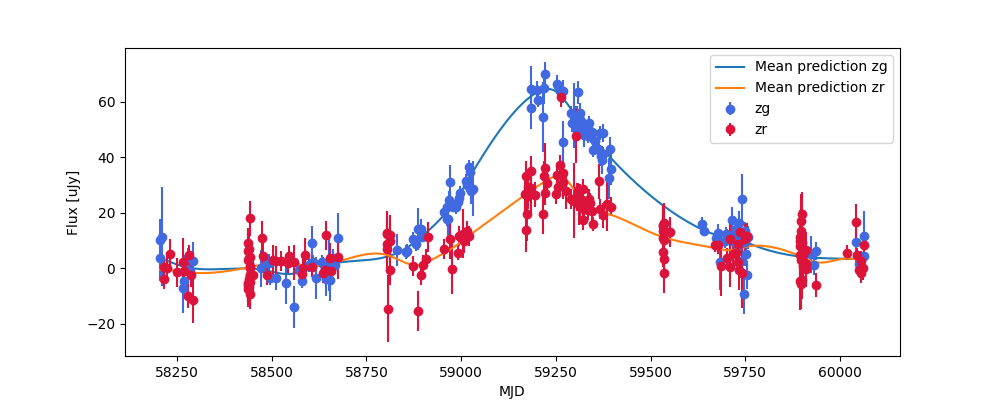 Mean prediction zg
Mean prediction zr
zg
zr
60
40
20
0
−20
Flux [uJy]
58250 58500 58750 59000 59250 59500 59750 60000
MJD